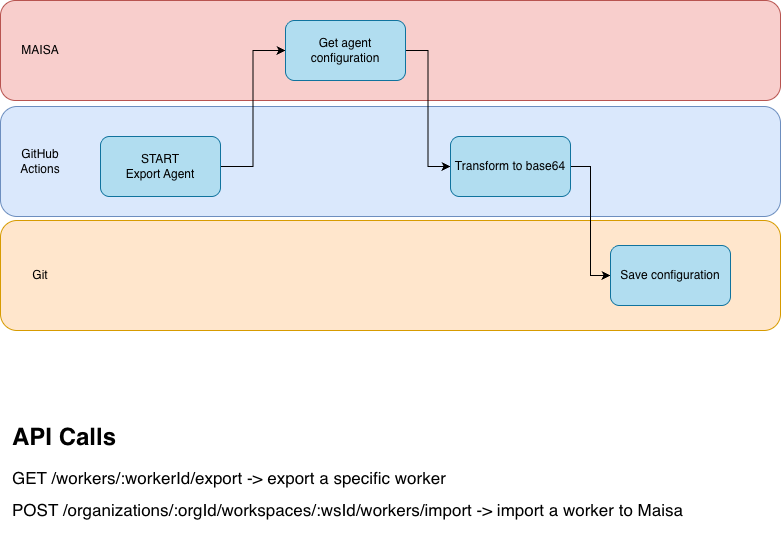 MAISA
Get agent
configuration
GitHub
Actions
START
Export Agent
Transform to base64
Git
Save configuration
API Calls
GET /workers/:workerId/export -> export a specific worker
POST /organizations/:orgId/workspaces/:wsId/workers/import -> import a worker to Maisa